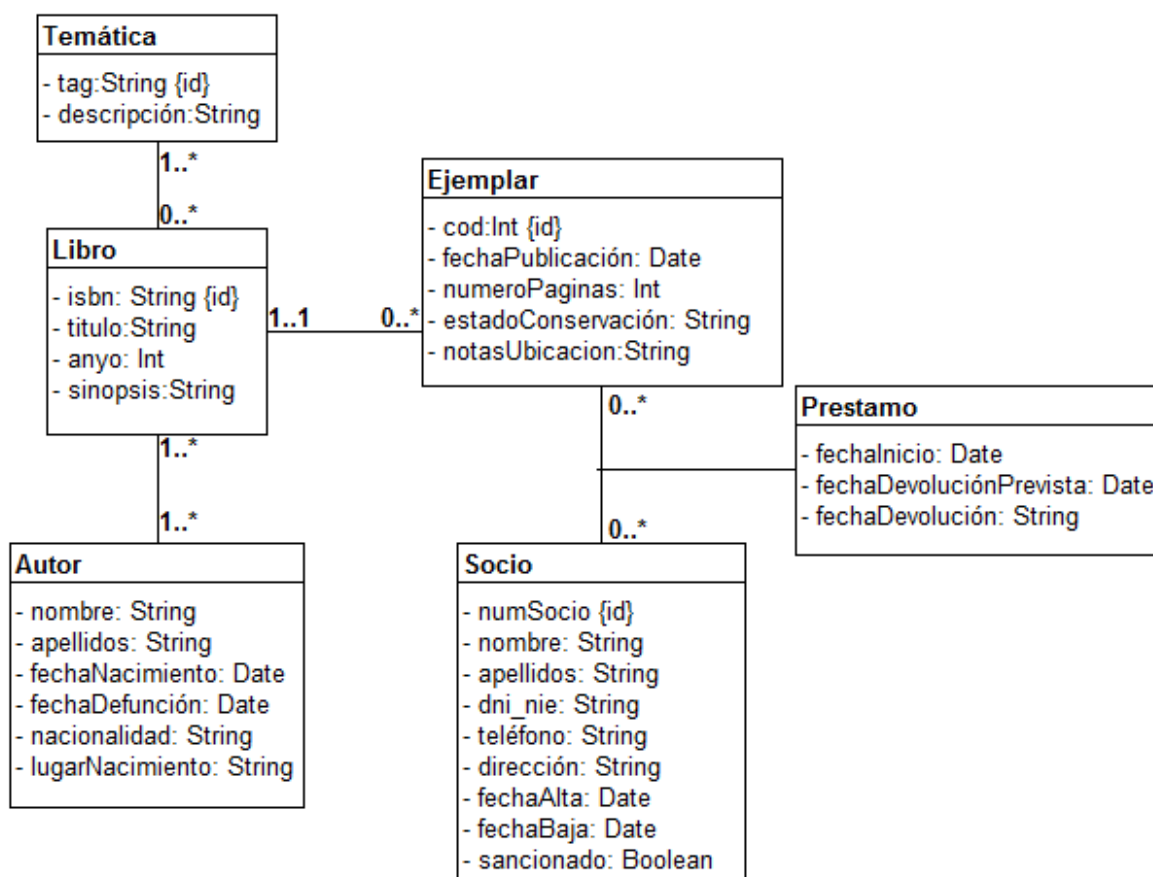 Temática
- tag:String {id}
- descripción:String
1..*
0..*
Libro
- isbn: String {id}
- titulo:String
- anyo: Int
- sinopsis:String
1..1
0..*
Ejemplar
- cod:Int {id}
- fechaPublicación: Date
- numeroPaginas: Int
- estadoConservación: String
- notasUbicacion:String
0..*
Prestamo
- fechaInicio: Date
- fechaDevoluciónPrevista: Date
- fechaDevolución: String
1..*
1..*
0..*
Autor
- nombre: String
- apellidos: String
- fechaNacimiento: Date
- fechaDefunción: Date
- nacionalidad: String
- lugarNacimiento: String
Socio
- numSocio {id}
- nombre: String
- apellidos: String
- dni_nie: String
- teléfono: String
- dirección: String
- fechaAlta: Date
- fechaBaja: Date
- sancionado: Boolean